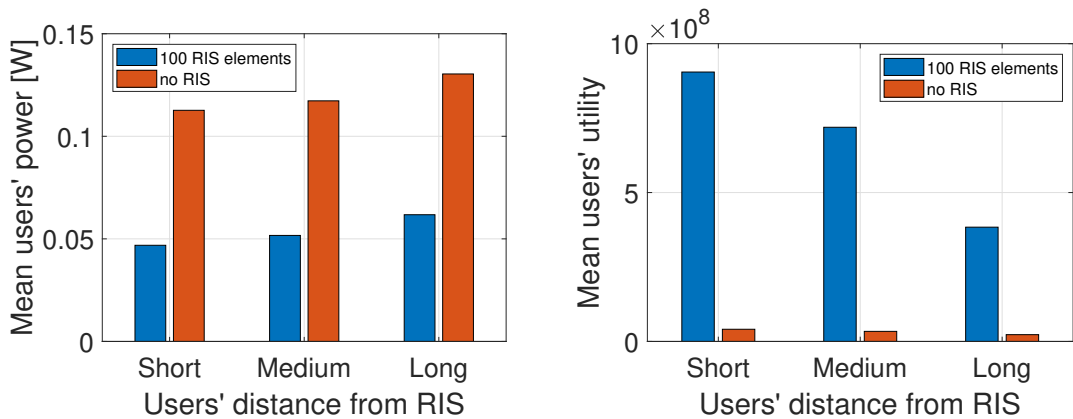 Mean users' power [W]
0.15
0.1
0.05
0
100 RIS elements
no RIS
Short Medium Long
Users' distance from RIS
×10^8
Mean users' utility
10
5
0
100 RIS elements
no RIS
Short Medium Long
Users' distance from RIS